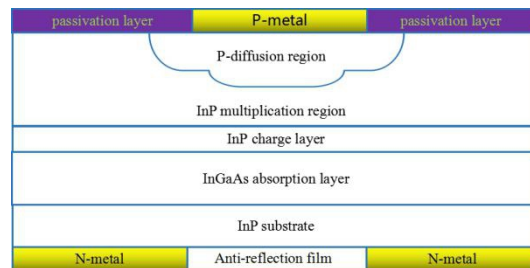 passivation layer P-metal passivation layer
P-diffusion region
InP multiplication region
InP charge layer
InGaAs absorption layer
InP substrate
N-metal Anti-reflection film N-metal